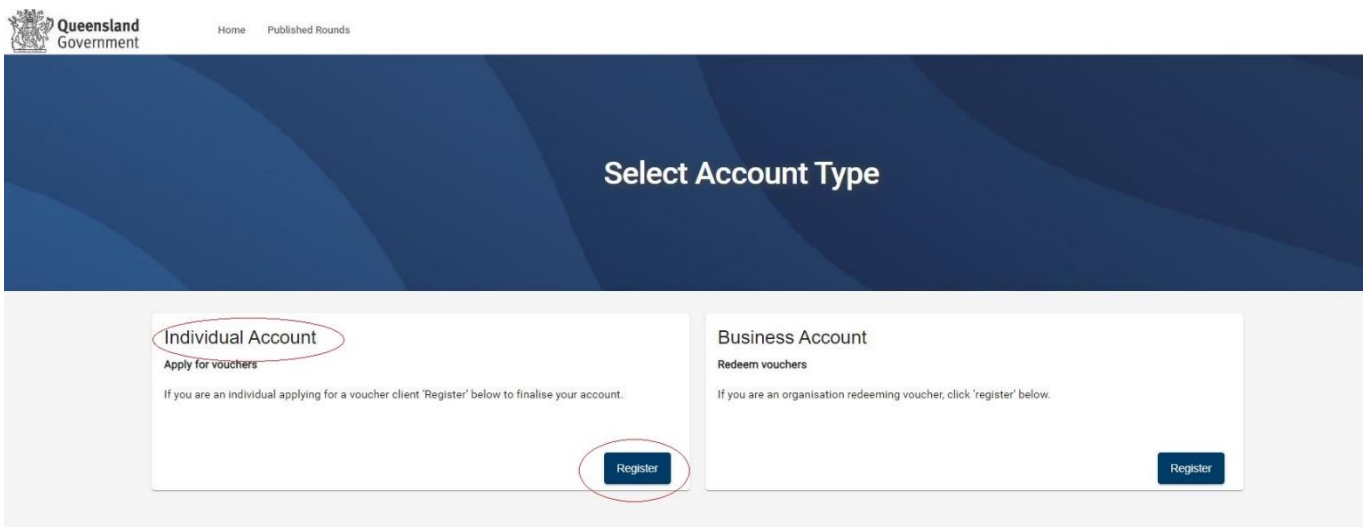 Queensland
Government
Home Published Rounds
Select Account Type
Individual Account
Apply for vouchers
If you are an individual applying for a voucher client 'Register' below to finalise your account.
Register
Business Account
Redeem vouchers
If you are an organisation redeeming voucher, click 'register' below.
Register